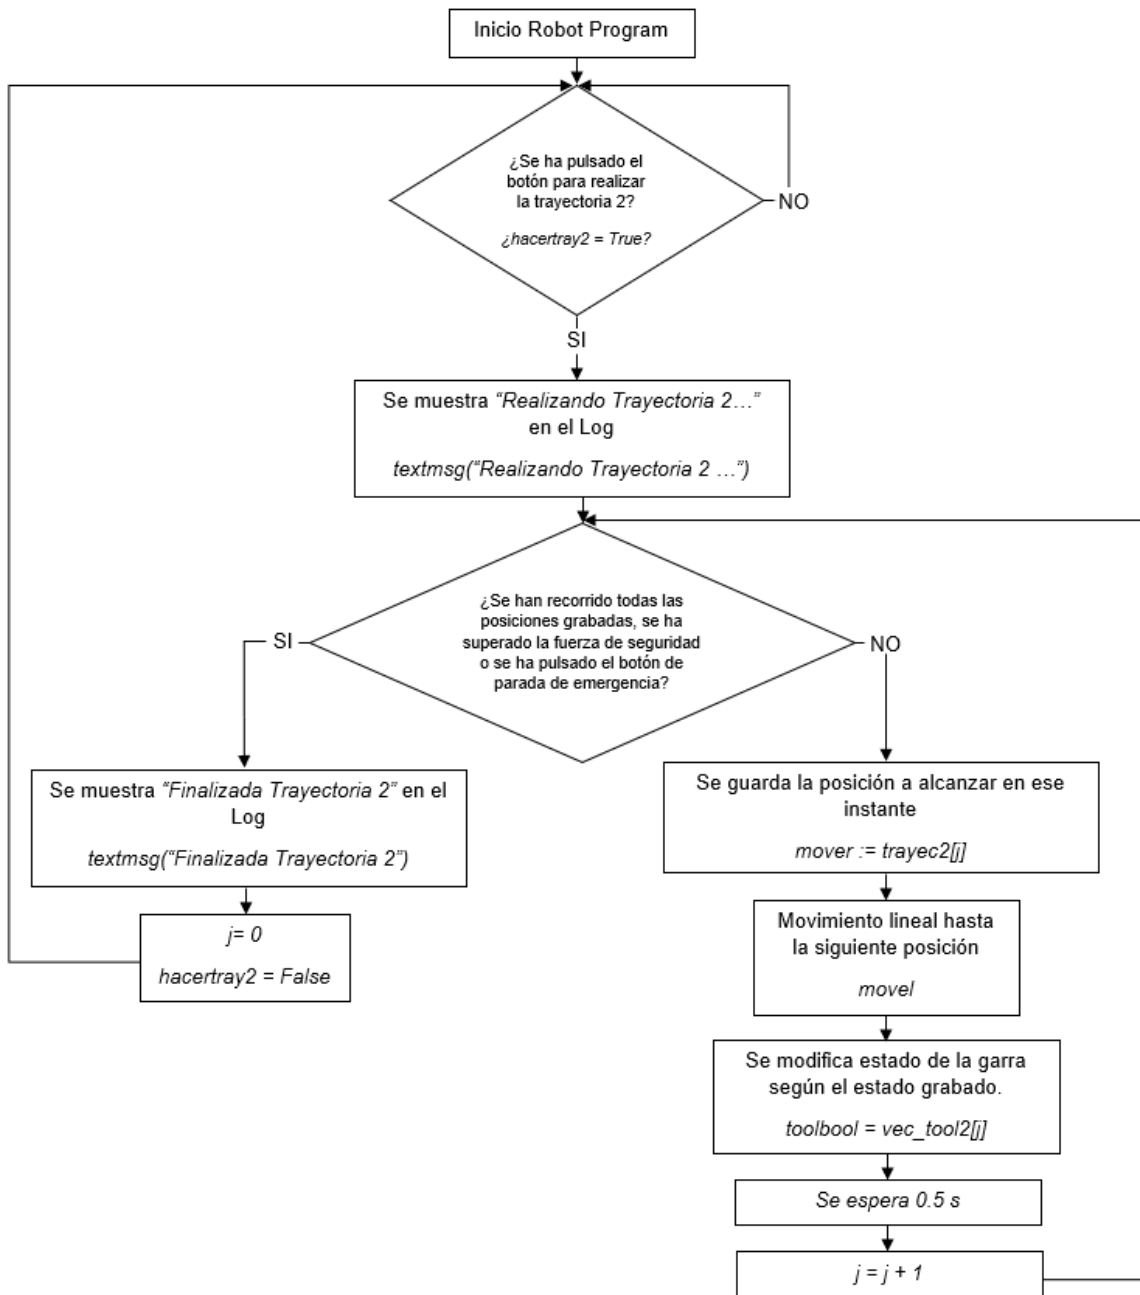 Inicio Robot Program
¿Se ha pulsado el
botón para realizar
la trayectoria 2?
¿hacertray2 = True?
NO
SI
Se muestra “Realizando Trayectoria 2…”
en el Log
textmsg(“Realizando Trayectoria 2 …”)
¿Se han recorrido todas las
posiciones grabadas, se ha
superado la fuerza de seguridad
o se ha pulsado el botón de
parada de emergencia?
SI
NO
Se muestra “Finalizada Trayectoria 2” en el
Log
textmsg(“Finalizada Trayectoria 2”)
j= 0
hacertray2 = False
Se guarda la posición a alcanzar en ese
instante
mover := trayec2[j]
Movimiento lineal hasta
la siguiente posición
movel
Se modifica estado de la garra
según el estado grabado.
toolbool = vec_tool2[j]
Se espera 0.5 s
j = j + 1